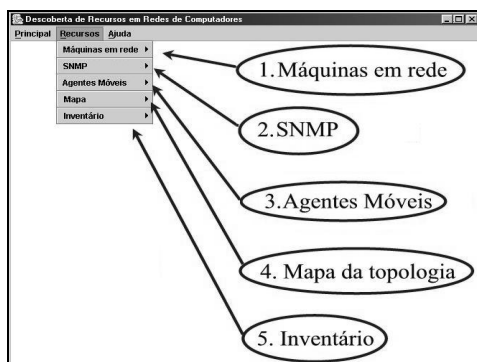 Descoberta de Recursos em Redes de Computadores
Principal Recursos Ajuda
Máquinas em rede
SNMP
Agentes Móveis
Mapa
Inventário
1. Máquinas em rede
2. SNMP
3. Agentes Móveis
4. Mapa da topologia
5. Inventário